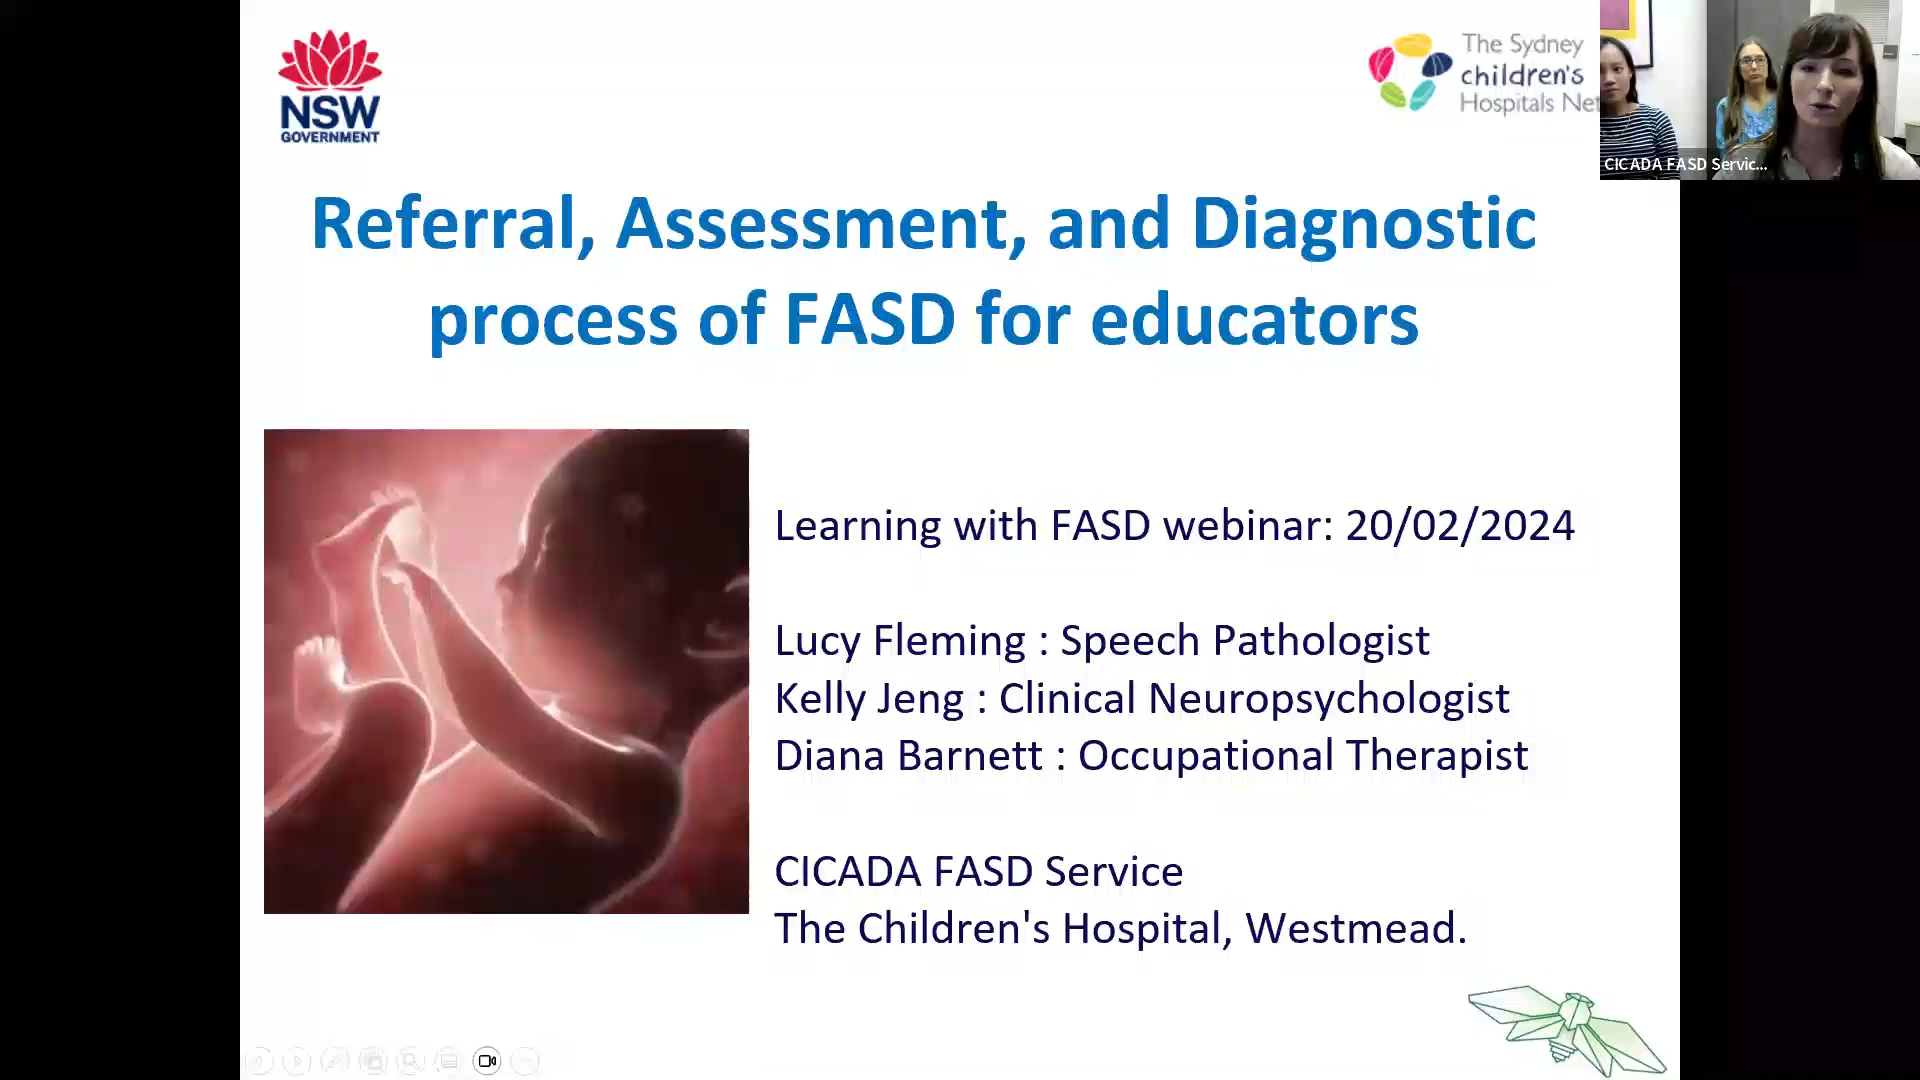 NSW
GOVERNMENT
The Sydney
children's
Hospitals Net
CICADA FASD Servic...
Referral, Assessment, and Diagnostic
process of FASD for educators
Learning with FASD webinar: 20/02/2024
Lucy Fleming : Speech Pathologist
Kelly Jeng : Clinical Neuropsychologist
Diana Barnett : Occupational Therapist
CICADA FASD Service
The Children's Hospital, Westmead.